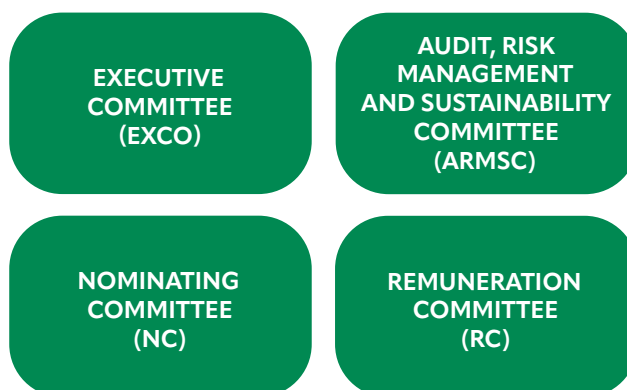 EXECUTIVE
COMMITTEE
(EXCO)
AUDIT, RISK
MANAGEMENT
AND SUSTAINABILITY
COMMITTEE
(ARMSC)
NOMINATING
COMMITTEE
(NC)
REMUNERATION
COMMITTEE
(RC)